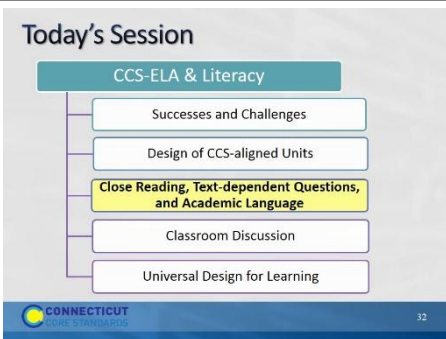 Today's Session
CCS-ELA & Literacy
Successes and Challenges
Design of CCS-aligned Units
Close Reading, Text-dependent Questions,
and Academic Language
Classroom Discussion
Universal Design for Learning
CONNECTICUT
CORE STANDARDS
32